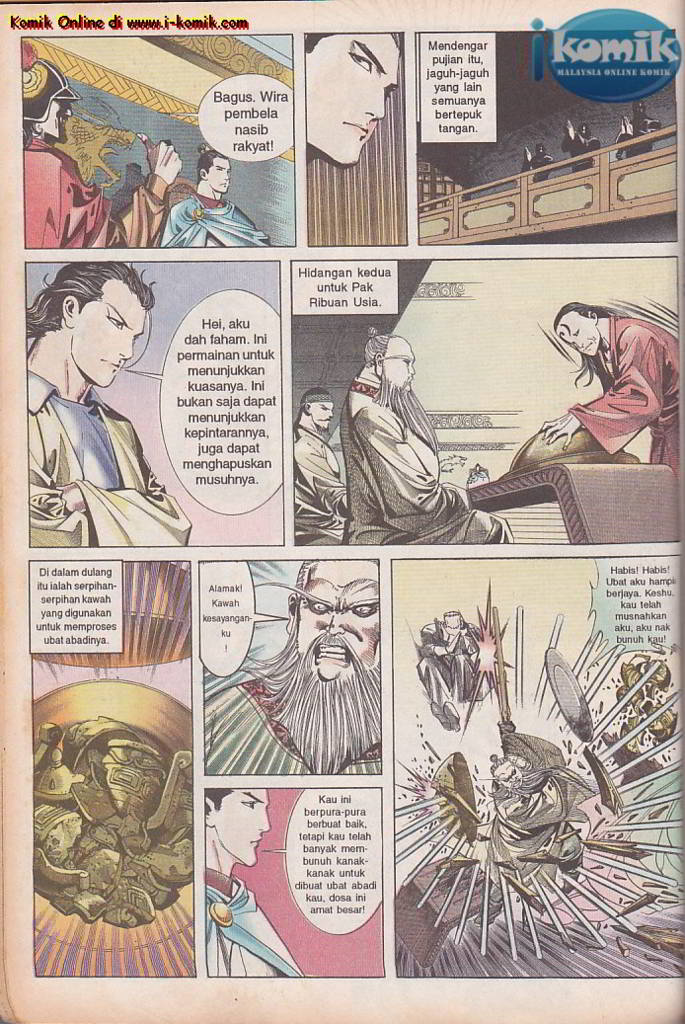 Komik Online di www.i-komik.com
i komik
MALAYSIA ONLINE KOMIK
Bagus. Wira
pembela
nasib
rakyat!
Mendengar
pujian itu,
jaguh-jaguh
yang lain
semuanya
bertepuk
tangan.
Hei, aku
dah faham. Ini
permainan untuk
menunjukkan
kuasanya. Ini
bukan saja dapat
menunjukkan
kepintarannya,
juga dapat
menghapuskan
musuhnya.
Hidangan kedua
untuk Pak
Ribuan Usia.
Di dalam dulang
itu ialah serpihan-
serpihan kawah
yang digunakan
untuk memproses
ubat abadinya.
Alamak!
Kawah
kesayangan-
ku
!
Kau ini
berpura-pura
berbuat baik,
tetapi kau telah
banyak mem-
bunuh kanak-
kanak untuk
dibuat ubat abadi
kau, dosa ini
amat besar!
Habis! Habis!
Ubat aku hampi
berjaya. Keshu,
kau telah
musnahkan
aku, aku nak
bunuh kau!